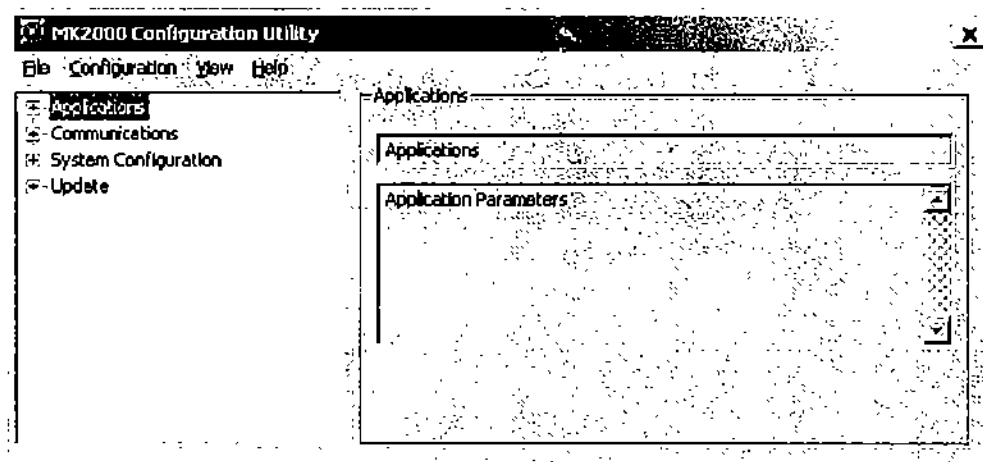 MK2000 Configuration Utility
File Configuration View Help
Applications
Communications
System Configuration
Update
Applications
Applications
Application Parameters